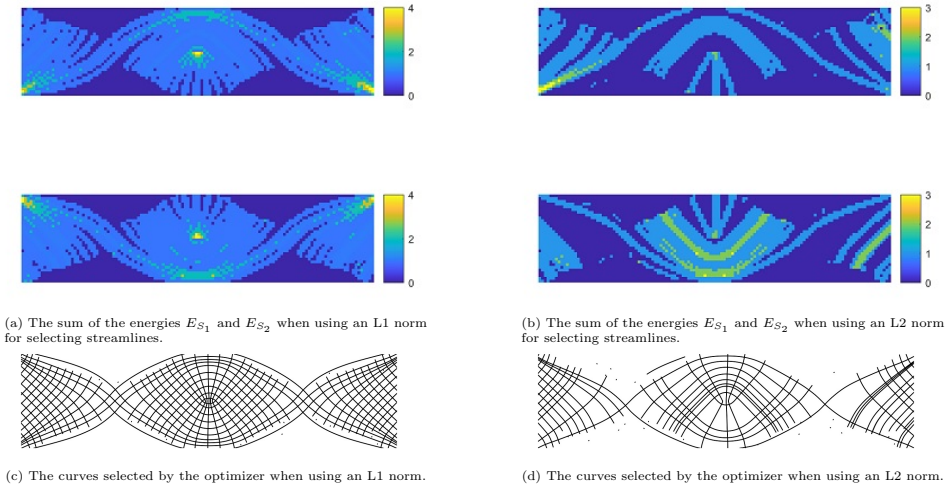 4
2
0
3
2
1
0
4
2
0
3
2
1
0
(a) The sum of the energies E_{S_1} and E_{S_2} when using an L1 norm
for selecting streamlines.
(b) The sum of the energies E_{S_1} and E_{S_2} when using an L2 norm
for selecting streamlines.
(c) The curves selected by the optimizer when using an L1 norm.
(d) The curves selected by the optimizer when using an L2 norm.